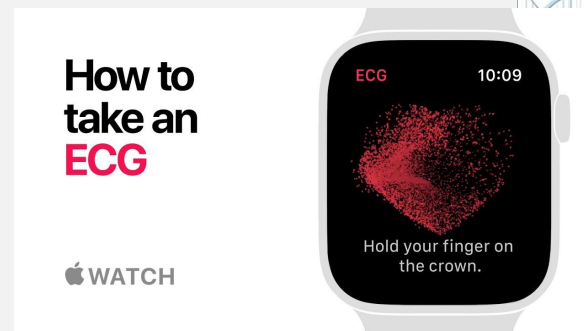 How to
take an
ECG
WATCH
ECG 10:09
Hold your finger on
the crown.